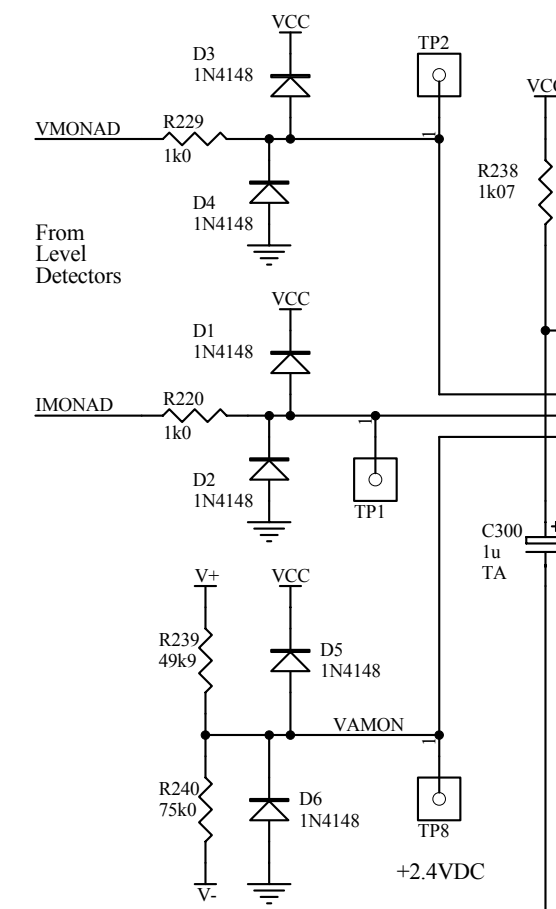 VCC
D3
1N4148
TP2
VCC
VMONAD
R229
1k0
1
R238
1k07
D4
1N4148
From
Level
Detectors
VCC
D1
1N4148
IMONAD
R220
1k0
1
D2
1N4148
TP1
C300
1u
TA
+
V+
VCC
R239
49k9
D5
1N4148
VAMON
1
R240
75k0
D6
1N4148
TP8
+2.4VDC
V-